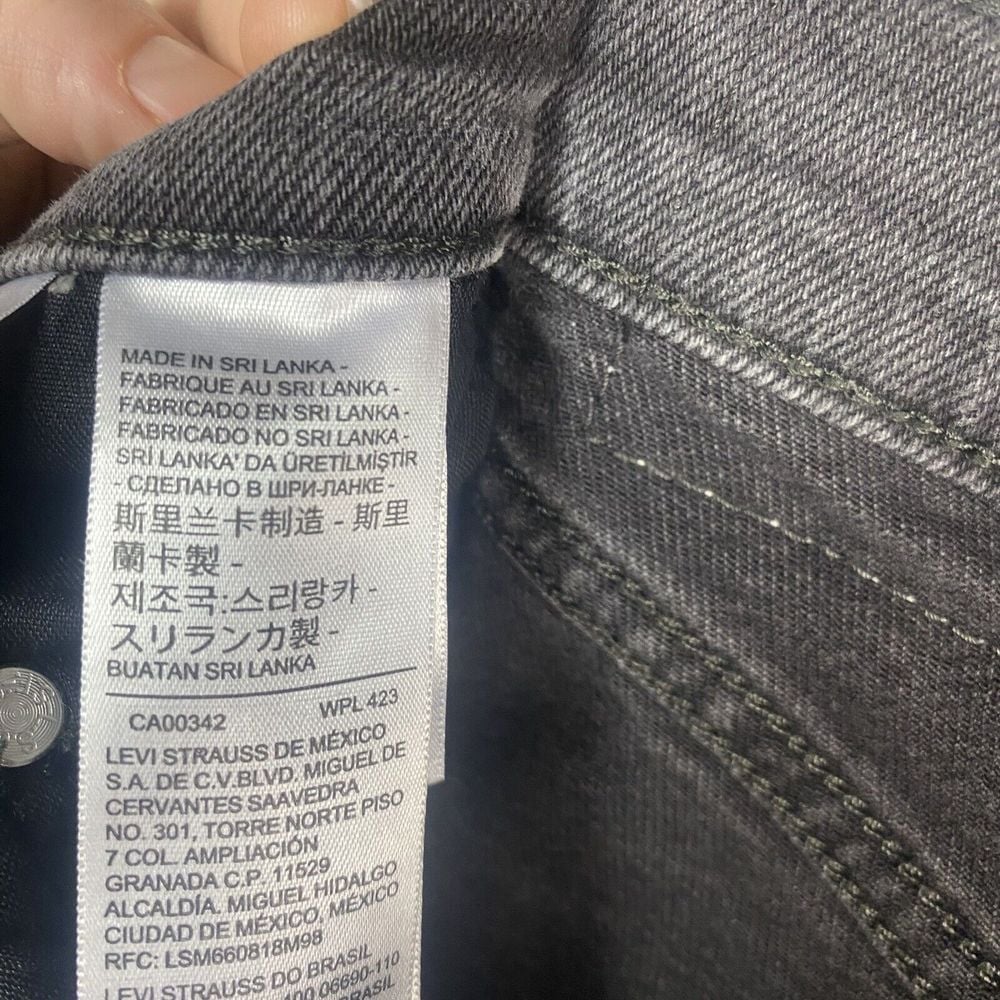 MADE IN SRI LANKA -
FABRIQUE AU SRI LANKA -
FABRICADO EN SRI LANKA -
FABRICADO NO SRI LANKA -
SRI LANKA' DA ÜRETİLMİŞTİR
- СДЕЛАНО В ШРИ-ЛАНКЕ -
斯里兰卡制造 - 斯里
蘭卡製 -
제조국:스리랑카 -
スリランカ製 -
BUATAN SRI LANKA
CA00342 WPL 423
LEVI STRAUSS DE MÉXICO
S.A. DE C.V.BLVD. MIGUEL DE
CERVANTES SAAVEDRA
NO. 301, TORRE NORTE PISO
7 COL. AMPLIACIÓN
GRANADA C.P. 11529
ALCALDÍA. MIGUEL HIDALGO
CIUDAD DE MÉXICO, MÉXICO
RFC: LSM660818M98
LEVI STRAUSS DO BRASIL
400 06690-110
BRASIL